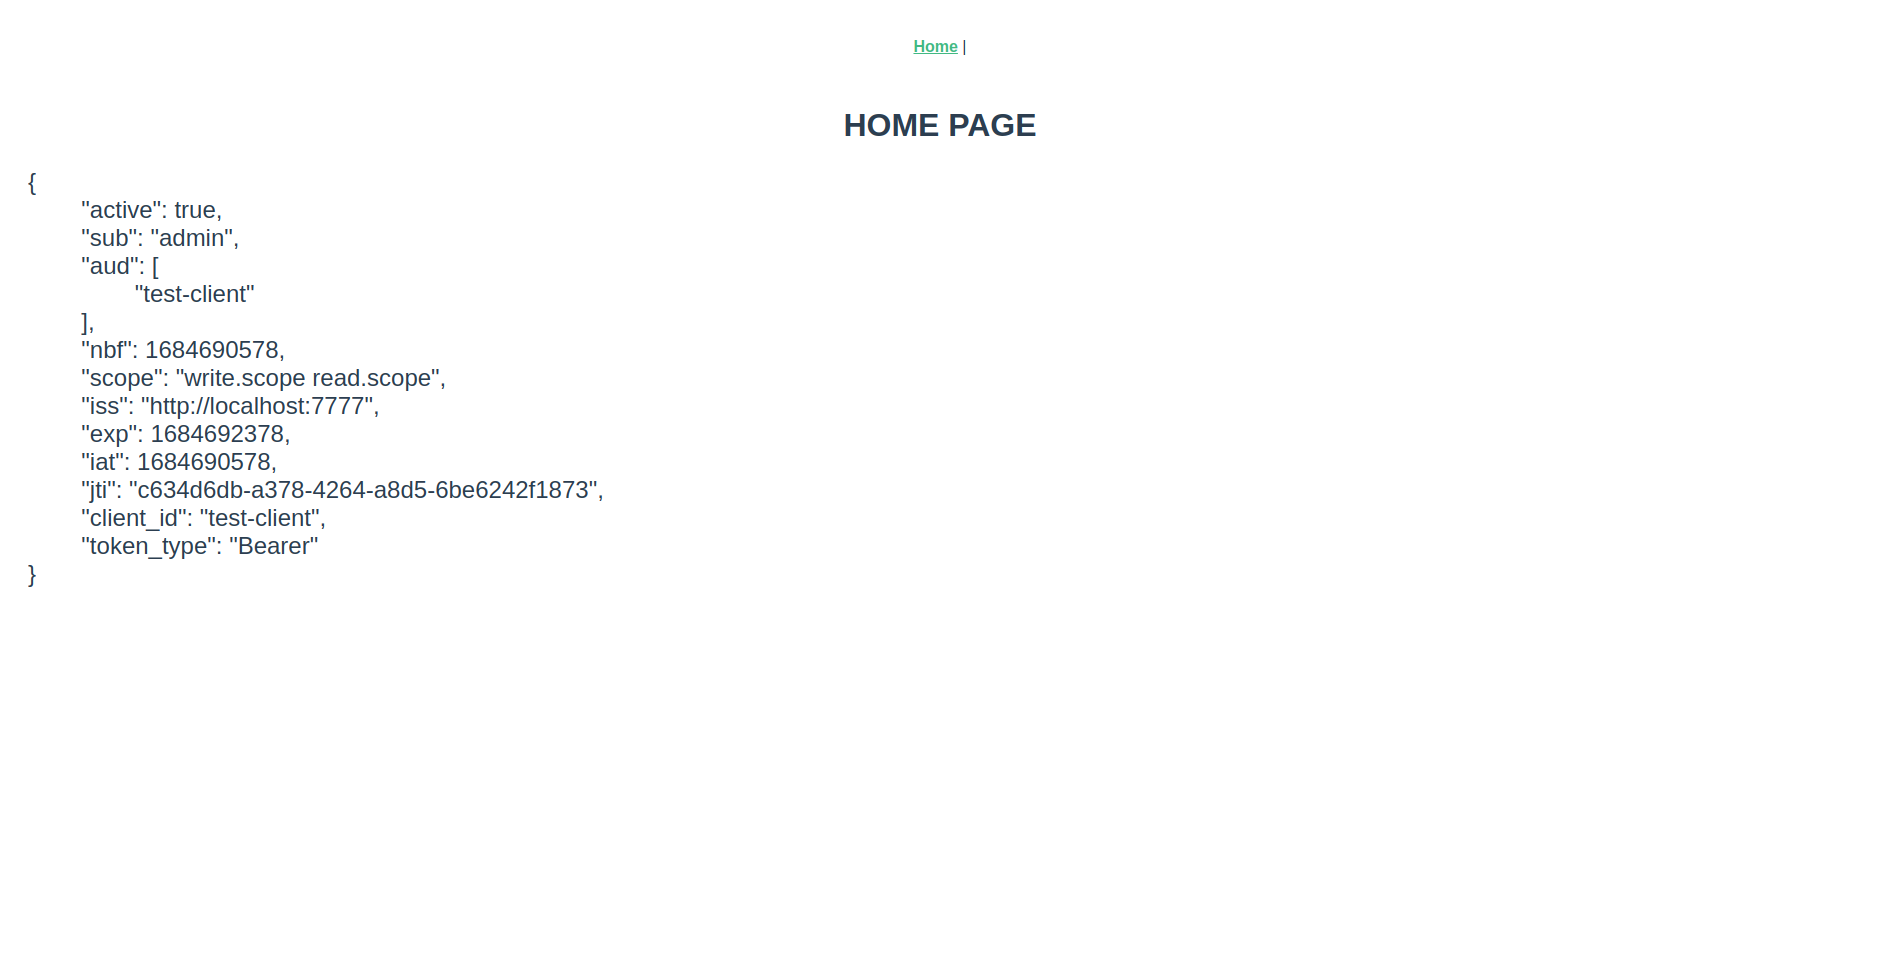 Home |
HOME PAGE
{
"active": true,
"sub": "admin",
"aud": [
"test-client"
],
"nbf": 1684690578,
"scope": "write.scope read.scope",
"iss": "http://localhost:7777",
"exp": 1684692378,
"iat": 1684690578,
"jti": "c634d6db-a378-4264-a8d5-6be6242f1873",
"client_id": "test-client",
"token_type": "Bearer"
}